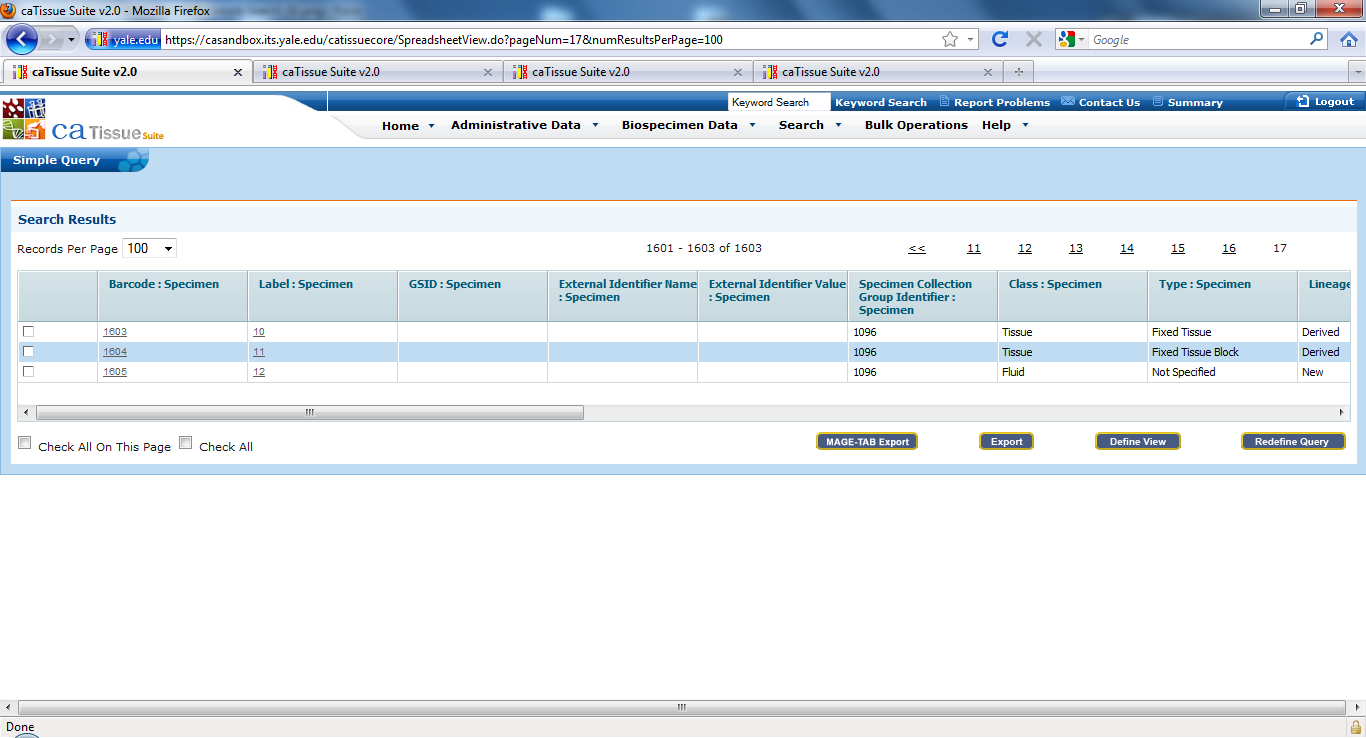 caTissue Suite v2.0 - Mozilla Firefox
yale.edu https://casandbox.its.yale.edu/catissuecore/SpreadsheetView.do?pageNum=17&numResultsPerPage=100 Google
caTissue Suite v2.0 caTissue Suite v2.0 caTissue Suite v2.0 caTissue Suite v2.0
Keyword Search Keyword Search Report Problems Contact Us Summary Logout
ca Tissue Suite
Home Administrative Data Biospecimen Data Search Bulk Operations Help
Simple Query
Search Results
Records Per Page 100 1601 - 1603 of 1603 << 11 12 13 14 15 16 17
Barcode : Specimen Label : Specimen GSID : Specimen External Identifier Name : Specimen External Identifier Value : Specimen Specimen Collection Group Identifier : Specimen Class : Specimen Type : Specimen Lineage
1603 10 1096 Tissue Fixed Tissue Derived
1604 11 1096 Tissue Fixed Tissue Block Derived
1605 12 1096 Fluid Not Specified New
Check All On This Page Check All MAGE-TAB Export Export Define View Redefine Query
Done